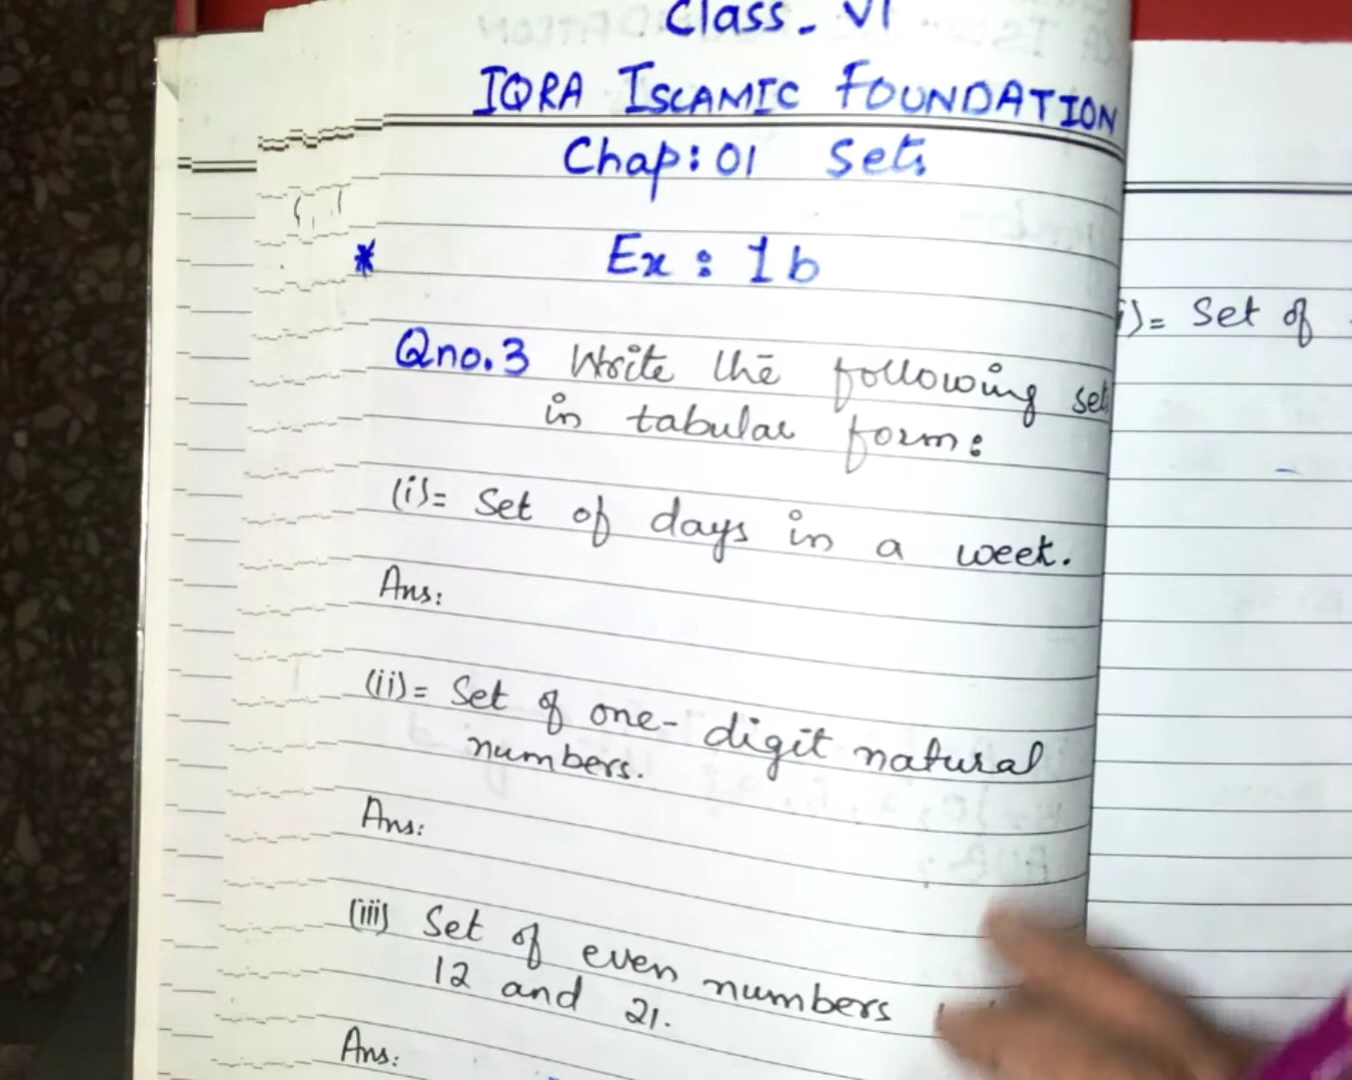 Class - VI
IQRA ISLAMIC FOUNDATION
Chap: 01 Sets
* Ex : 1b
Qno.3 Write the following set
in tabular form:
(i)= Set of days in a week.
Ans:
(ii)= Set of one-digit natural
numbers.
Ans:
(iii) Set of even numbers
12 and 21.
Ans:
i)= Set of